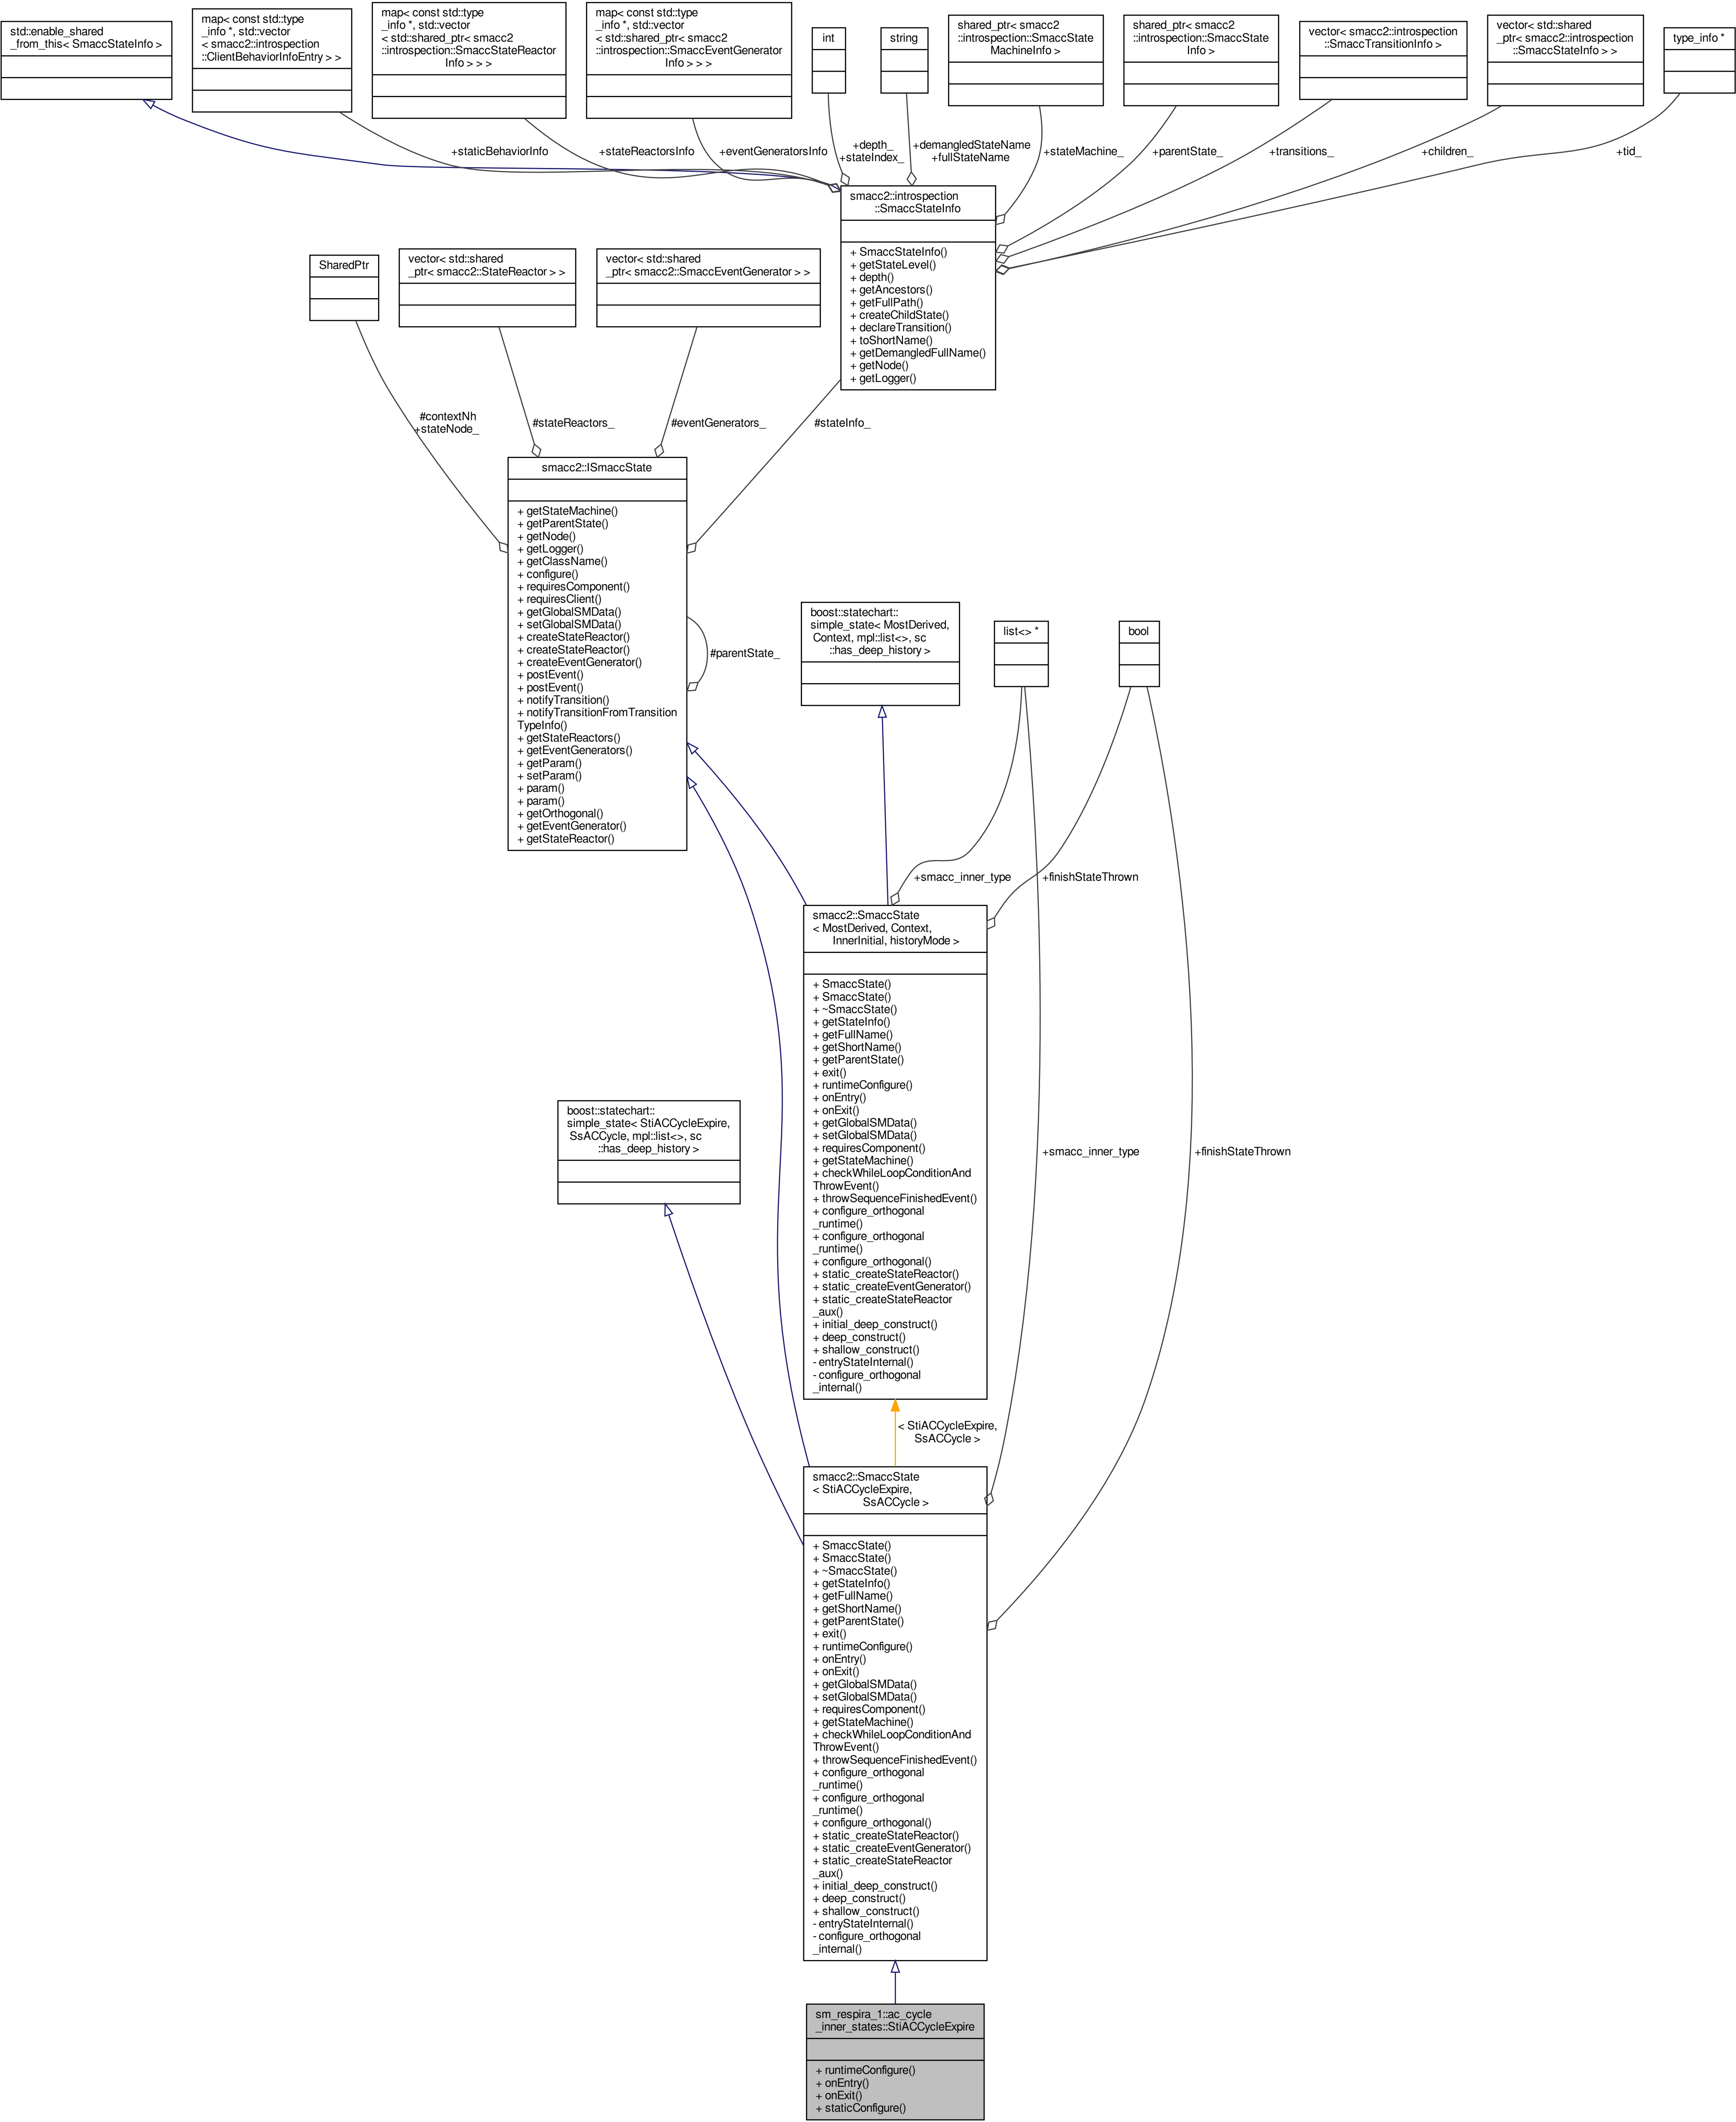 std::enable_shared
_from_this< SmaccStateInfo >
map< const std::type
_info *, std::vector
< smacc2::introspection
::ClientBehaviorInfoEntry > >
map< const std::type
_info *, std::vector
< std::shared_ptr< smacc2
::introspection::SmaccStateReactor
Info > > >
map< const std::type
_info *, std::vector
< std::shared_ptr< smacc2
::introspection::SmaccEventGenerator
Info > > >
int
string
shared_ptr< smacc2
::introspection::SmaccState
MachineInfo >
shared_ptr< smacc2
::introspection::SmaccState
Info >
vector< smacc2::introspection
::SmaccTransitionInfo >
vector< std::shared
_ptr< smacc2::introspection
::SmaccStateInfo > >
type_info *
+staticBehaviorInfo
+stateReactorsInfo
+eventGeneratorsInfo
+depth_
+stateIndex_
+demangledStateName
+fullStateName
+stateMachine_
+parentState_
+transitions_
+children_
+tid_
smacc2::introspection
::SmaccStateInfo
+ SmaccStateInfo()
+ getStateLevel()
+ depth()
+ getAncestors()
+ getFullPath()
+ createChildState()
+ declareTransition()
+ toShortName()
+ getDemangledFullName()
+ getNode()
+ getLogger()
SharedPtr
vector< std::shared
_ptr< smacc2::StateReactor > >
vector< std::shared
_ptr< smacc2::SmaccEventGenerator > >
#contextNh
+stateNode_
#stateReactors_
#eventGenerators_
#stateInfo_
smacc2::ISmaccState
+ getStateMachine()
+ getParentState()
+ getNode()
+ getLogger()
+ getClassName()
+ configure()
+ requiresComponent()
+ requiresClient()
+ getGlobalSMData()
+ setGlobalSMData()
+ createStateReactor()
+ createStateReactor()
+ createEventGenerator()
+ postEvent()
+ postEvent()
+ notifyTransition()
+ notifyTransitionFromTransition
TypeInfo()
+ getStateReactors()
+ getEventGenerators()
+ getParam()
+ setParam()
+ param()
+ param()
+ getOrthogonal()
+ getEventGenerator()
+ getStateReactor()
#parentState_
boost::statechart::
simple_state< MostDerived,
Context, mpl::list<>, sc
::has_deep_history >
list<> *
bool
+smacc_inner_type
+finishStateThrown
smacc2::SmaccState
< MostDerived, Context,
InnerInitial, historyMode >
+ SmaccState()
+ SmaccState()
+ ~SmaccState()
+ getStateInfo()
+ getFullName()
+ getShortName()
+ getParentState()
+ exit()
+ runtimeConfigure()
+ onEntry()
+ onExit()
+ getGlobalSMData()
+ setGlobalSMData()
+ requiresComponent()
+ getStateMachine()
+ checkWhileLoopConditionAnd
ThrowEvent()
+ throwSequenceFinishedEvent()
+ configure_orthogonal
_runtime()
+ configure_orthogonal
_runtime()
+ configure_orthogonal()
+ static_createStateReactor()
+ static_createEventGenerator()
+ static_createStateReactor
_aux()
+ initial_deep_construct()
+ deep_construct()
+ shallow_construct()
- entryStateInternal()
- configure_orthogonal
_internal()
boost::statechart::
simple_state< StiACCycleExpire,
SsACCycle, mpl::list<>, sc
::has_deep_history >
+smacc_inner_type
+finishStateThrown
< StiACCycleExpire,
SsACCycle >
smacc2::SmaccState
< StiACCycleExpire,
SsACCycle >
+ SmaccState()
+ SmaccState()
+ ~SmaccState()
+ getStateInfo()
+ getFullName()
+ getShortName()
+ getParentState()
+ exit()
+ runtimeConfigure()
+ onEntry()
+ onExit()
+ getGlobalSMData()
+ setGlobalSMData()
+ requiresComponent()
+ getStateMachine()
+ checkWhileLoopConditionAnd
ThrowEvent()
+ throwSequenceFinishedEvent()
+ configure_orthogonal
_runtime()
+ configure_orthogonal
_runtime()
+ configure_orthogonal()
+ static_createStateReactor()
+ static_createEventGenerator()
+ static_createStateReactor
_aux()
+ initial_deep_construct()
+ deep_construct()
+ shallow_construct()
- entryStateInternal()
- configure_orthogonal
_internal()
sm_respira_1::ac_cycle
_inner_states::StiACCycleExpire
+ runtimeConfigure()
+ onEntry()
+ onExit()
+ staticConfigure()